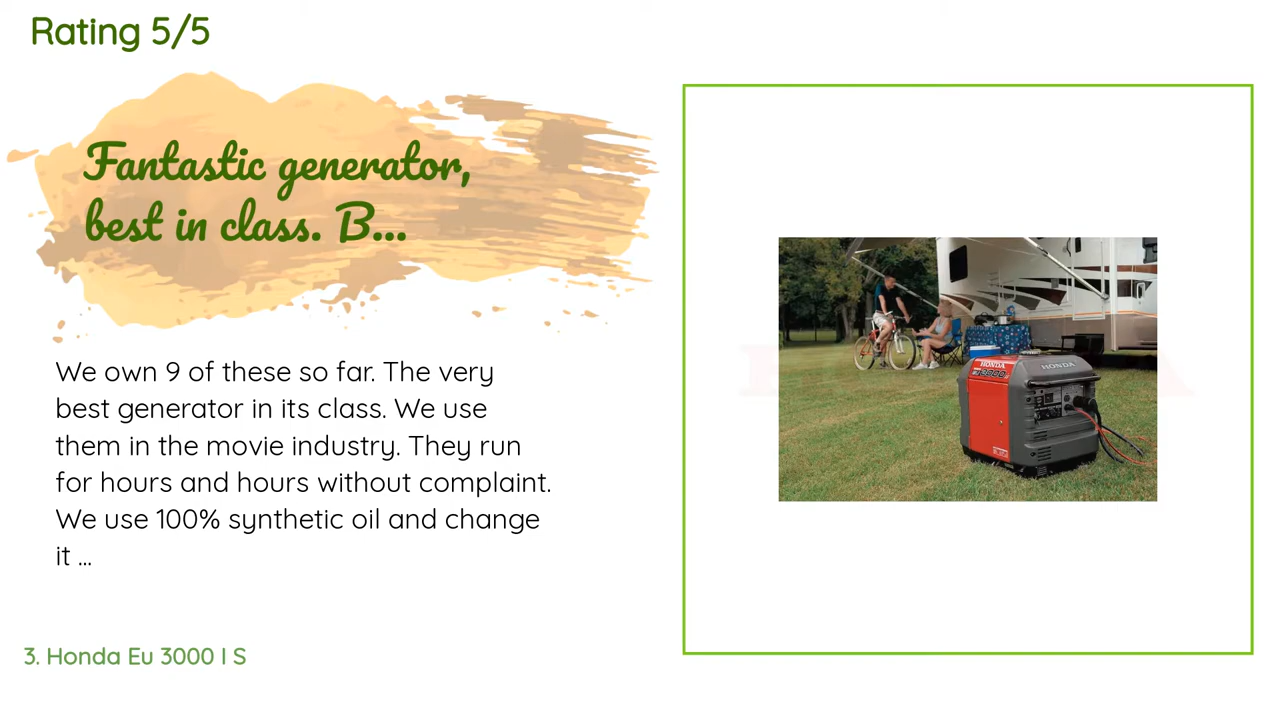 Rating 5/5
Fantastic generator,
best in class. B...
We own 9 of these so far. The very
best generator in its class. We use
them in the movie industry. They run
for hours and hours without complaint.
We use 100% synthetic oil and change
it ...
HONDA
HONDA
3. Honda Eu 3000 I S